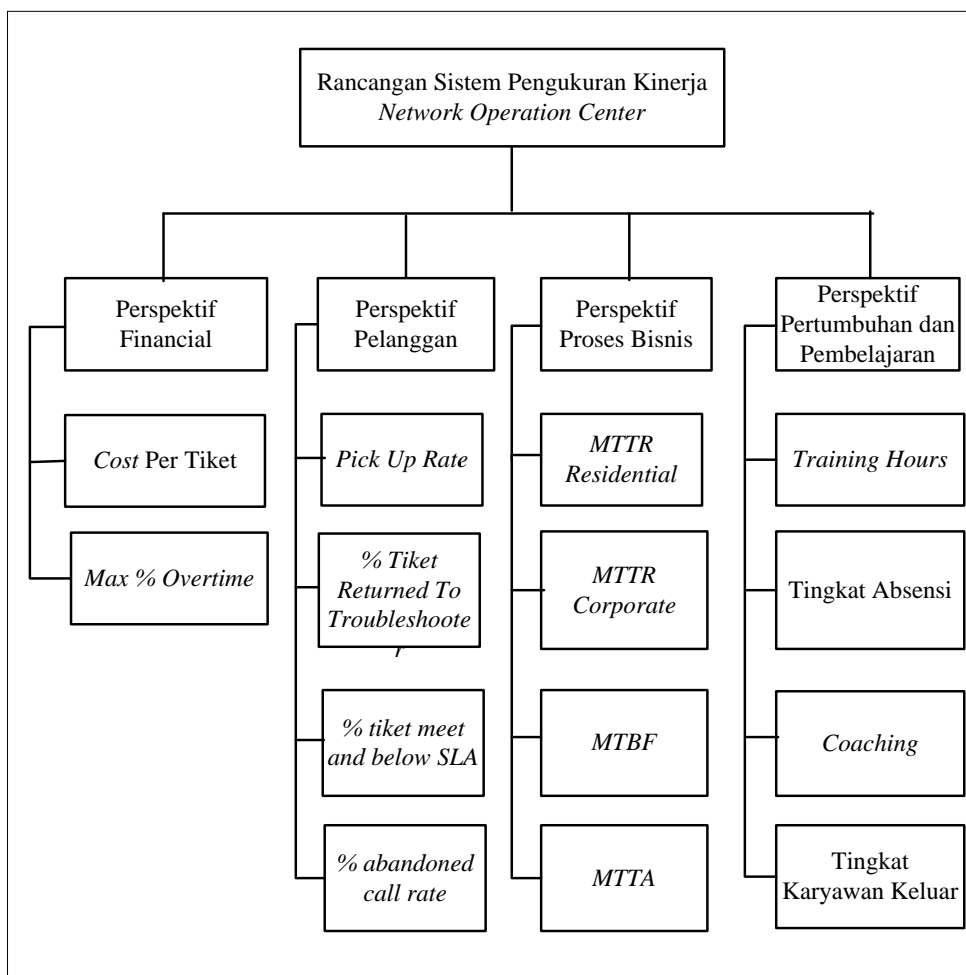 Rancangan Sistem Pengukuran Kinerja
Network Operation Center
Perspektif
Financial
Cost Per Tiket
Max % Overtime
Perspektif
Pelanggan
Pick Up Rate
% Tiket
Returned To
Troubleshoote
r
% tiket meet
and below SLA
% abandoned
call rate
Perspektif
Proses Bisnis
MTTR
Residential
MTTR
Corporate
MTBF
MTTA
Perspektif
Pertumbuhan dan
Pembelajaran
Training Hours
Tingkat Absensi
Coaching
Tingkat
Karyawan Keluar